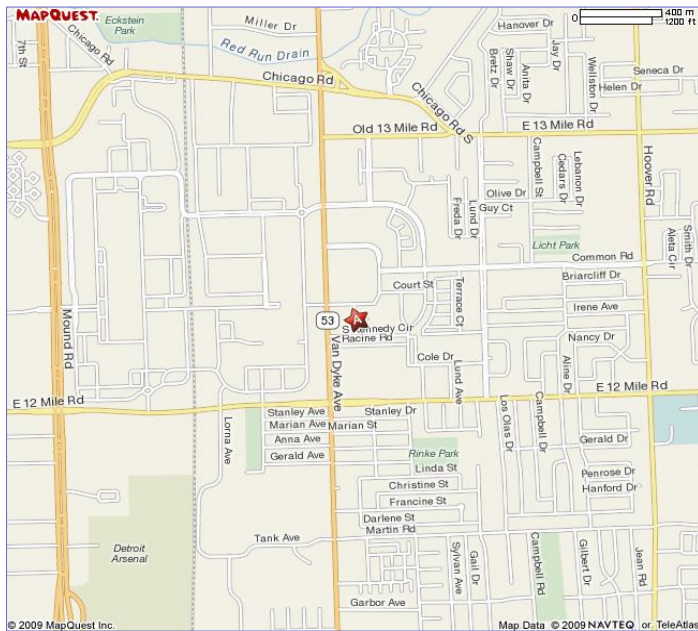 MAPQUEST.
Eckstein
Park
Miller Dr
Hanover Dr
0
400 m
1200 ft
7th St
Chicago Rd
Red Run Drain
Bretz Dr
Shaw Dr
Anita Dr
Jay Dr
Wellston Dr
Seneca Dr
Helen Dr
Chicago Rd
Chicago Rd S
Old 13 Mile Rd
E 13 Mile Rd
Hoover Rd
Campbell St
Cedars Dr
Lebanon Dr
Olive Dr
Guy Ct
Freda Dr
Lund Dr
Licht Park
Aleta Cir
Smith Dr
Common Rd
Briarcliff Dr
Court St
Terrace Ct
Irene Ave
Mound Rd
53
A
S Kennedy Cir
Racine Rd
Nancy Dr
Van Dyke Ave
Cole Dr
Lund Ave
Aline Dr
E 12 Mile Rd
E 12 Mile Rd
Stanley Ave
Stanley Dr
Los Olas Dr
Campbell Dr
Lorna Ave
Marian Ave
Marian St
Anna Ave
Gerald Dr
Gerald Ave
Rinke Park
Linda St
Penrose Dr
Hanford Dr
Christine St
Francine St
Darlene St
Martin Rd
Tank Ave
Detroit
Arsenal
Sylvan Ave
Gail Dr
Campbell Rd
Gilbert Dr
Jean Rd
Garbor Ave
© 2009 MapQuest Inc.
Map Data © 2009 NAVTEQ or TeleAtlas